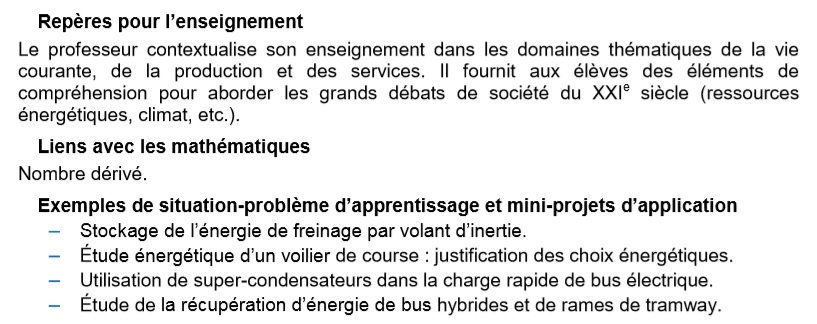 Repères pour l’enseignement
Le professeur contextualise son enseignement dans les domaines thématiques de la vie
courante, de la production et des services. Il fournit aux élèves des éléments de
compréhension pour aborder les grands débats de société du XXIe siècle (ressources
énergétiques, climat, etc.).
Liens avec les mathématiques
Nombre dérivé.
Exemples de situation-problème d’apprentissage et mini-projets d’application
– Stockage de l’énergie de freinage par volant d’inertie.
– Étude énergétique d’un voilier de course : justification des choix énergétiques.
– Utilisation de super-condensateurs dans la charge rapide de bus électrique.
– Étude de la récupération d’énergie de bus hybrides et de rames de tramway.